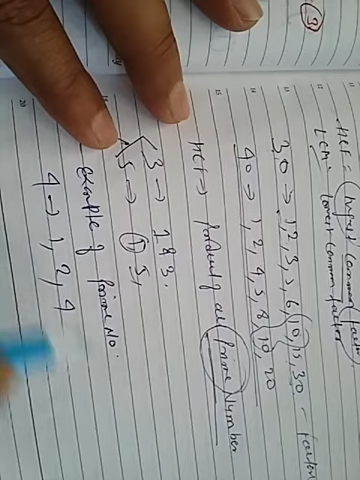 3
HCF = Highest Common factor,
LCM = Lowest Common factor
30 → 1, 2, 3, 5, 6, 10, 15, 30 - factors
40 → 1, 2, 4, 5, 8, 10, 20
HCF → Product of all Prime Number
3 → 1 & 3.
5 → 1, 5,
example of prime No.
4 → 1, 2, 4